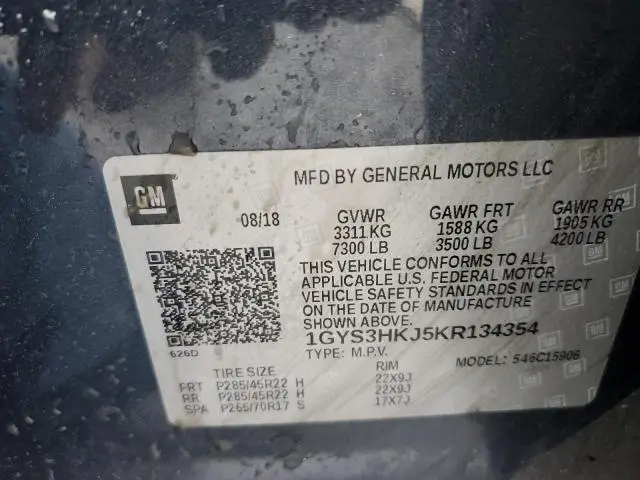 GM
MFD BY GENERAL MOTORS LLC
08/18 GVWR GAWR FRT GAWR RR
3311 KG 1588 KG 1905 KG
7300 LB 3500 LB 4200 LB
THIS VEHICLE CONFORMS TO ALL
APPLICABLE U.S. FEDERAL MOTOR
VEHICLE SAFETY STANDARDS IN EFFECT
ON THE DATE OF MANUFACTURE
SHOWN ABOVE.
1GYS3HKJ5KR134354
626D
TYPE: M.P.V. MODEL: 546C15906
TIRE SIZE RIM
FRT P285/45R22 H 22X9J
RR P285/45R22 H 22X9J
SPA P265/70R17 S 17X7J